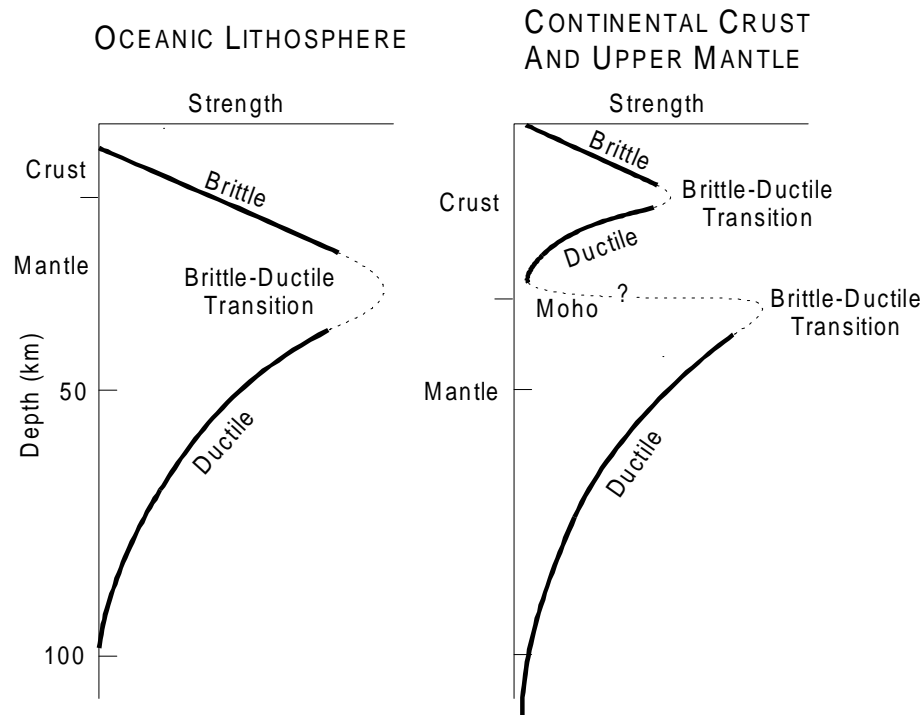 OCEANIC LITHOSPHERE
Strength
Crust
Brittle
Mantle
Brittle-Ductile
Transition
Depth (km)
50
Ductile
100
CONTINENTAL CRUST
AND UPPER MANTLE
Strength
Brittle
Crust
Brittle-Ductile
Transition
Ductile
?
Moho
Brittle-Ductile
Transition
Mantle
Ductile